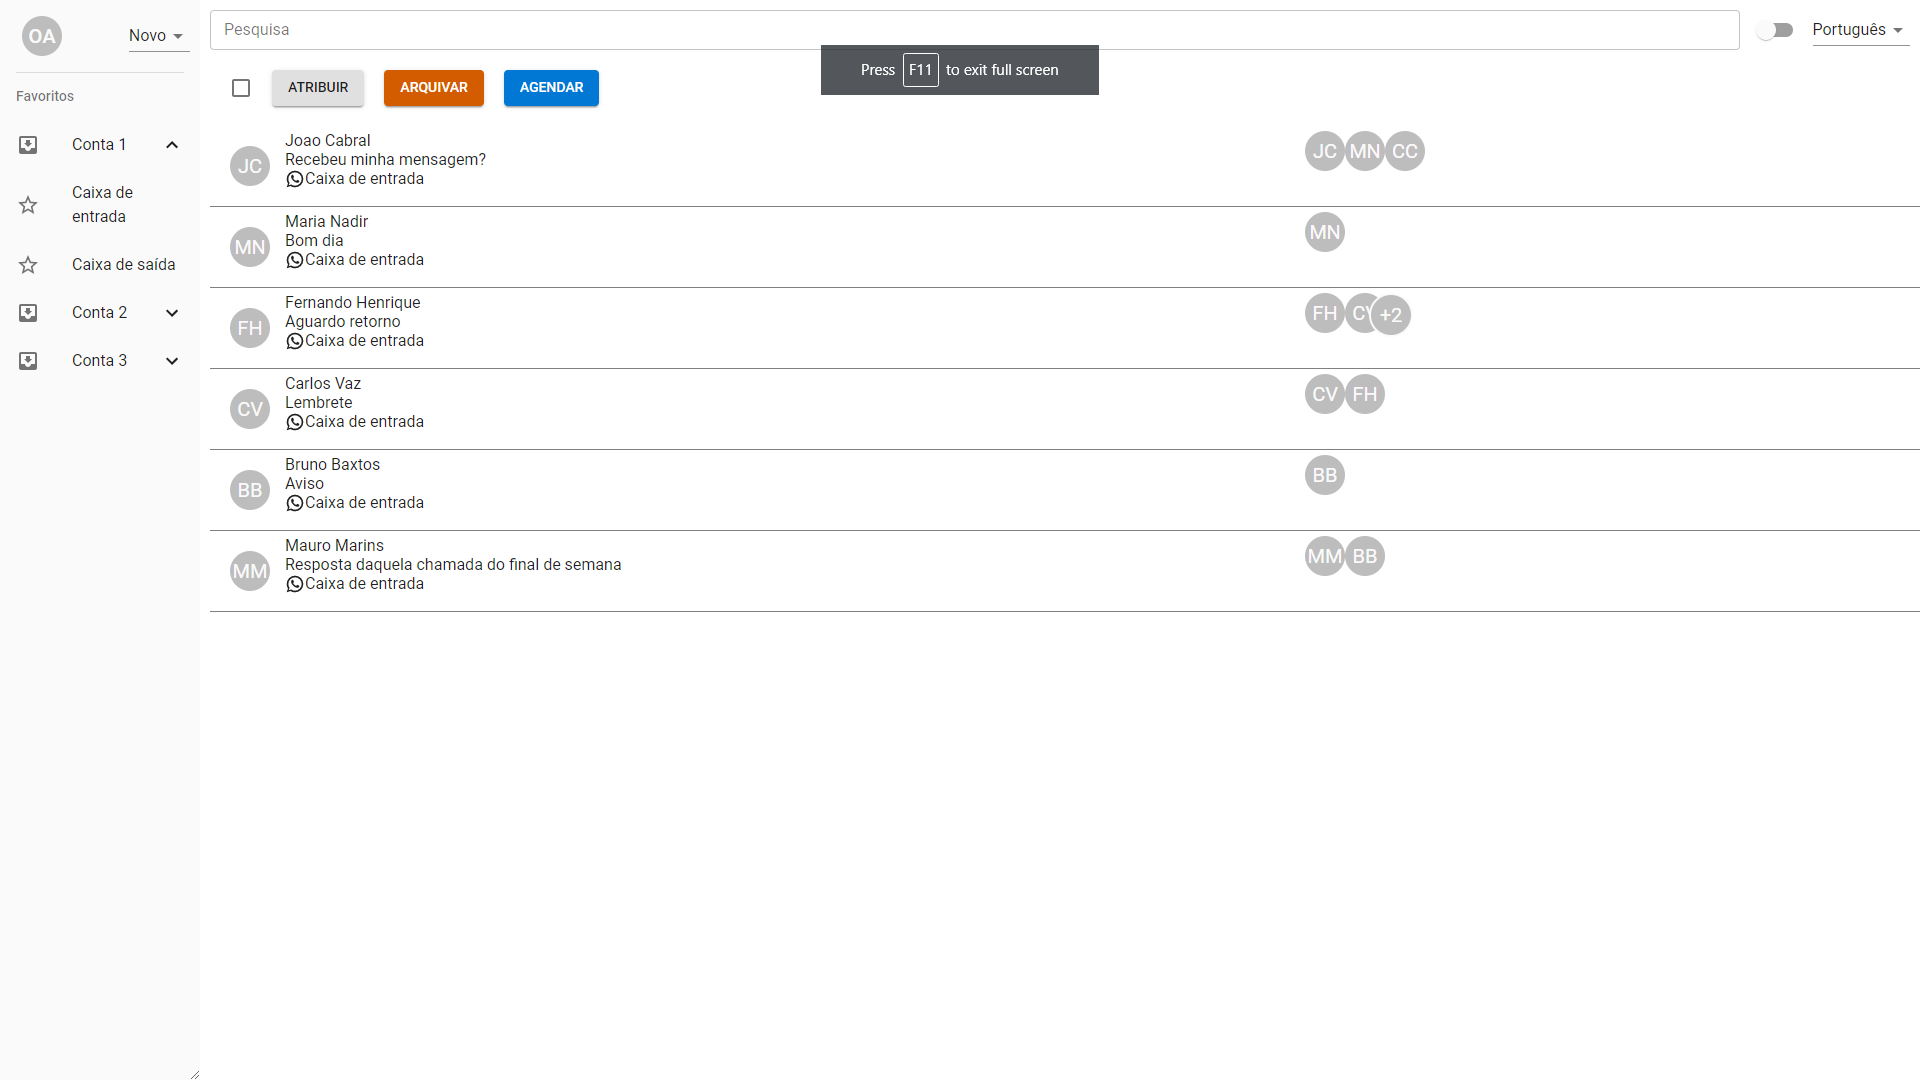 OA
Novo
Favoritos
Conta 1
Caixa de
entrada
Caixa de saída
Conta 2
Conta 3
Pesquisa
Português
Press F11 to exit full screen
ATRIBUIR
ARQUIVAR
AGENDAR
JC
Joao Cabral
Recebeu minha mensagem?
Caixa de entrada
JC MN CC
MN
Maria Nadir
Bom dia
Caixa de entrada
MN
FH
Fernando Henrique
Aguardo retorno
Caixa de entrada
FH +2
CV
Carlos Vaz
Lembrete
Caixa de entrada
CV FH
BB
Bruno Baxtos
Aviso
Caixa de entrada
BB
MM
Mauro Marins
Resposta daquela chamada do final de semana
Caixa de entrada
MM BB